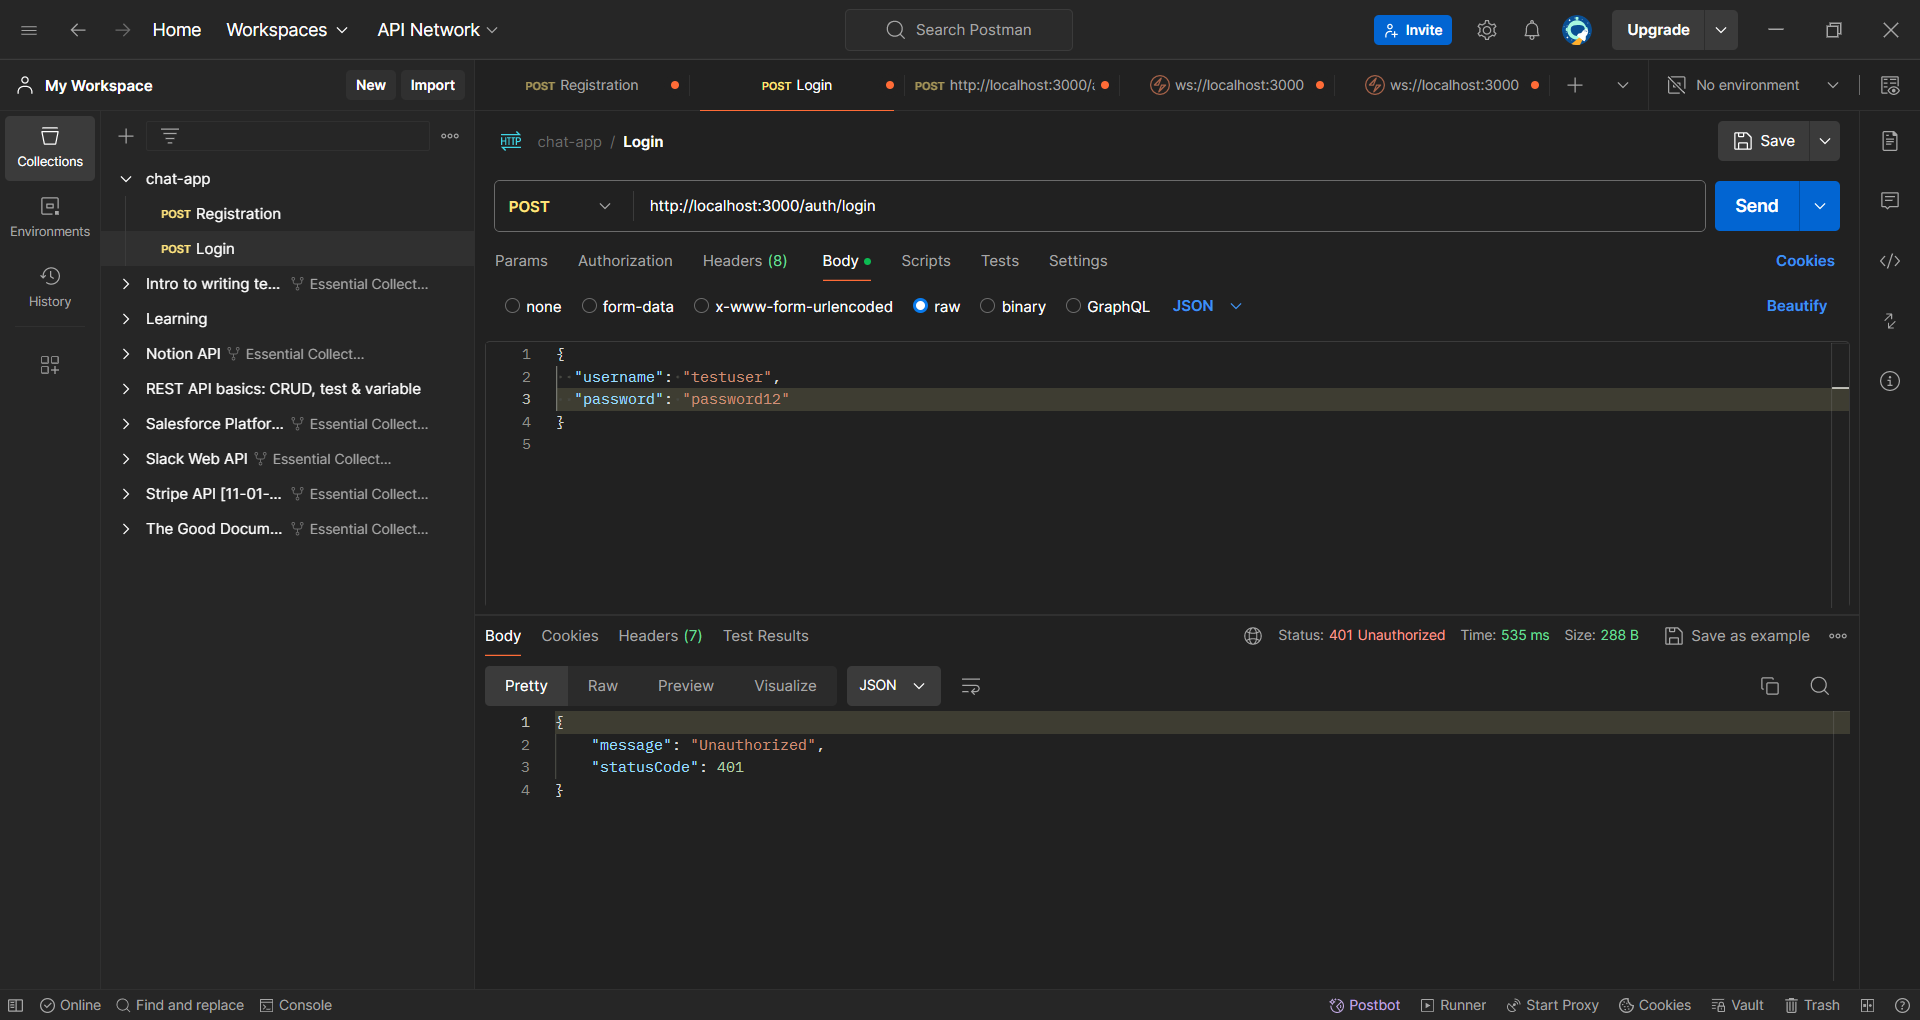 Home Workspaces API Network Search Postman Invite Upgrade
My Workspace New Import
POST Registration POST Login POST http://localhost:3000/a ws://localhost:3000 ws://localhost:3000 No environment
Collections
Environments
History
chat-app
POST Registration
POST Login
Intro to writing te... Essential Collect...
Learning
Notion API Essential Collect...
REST API basics: CRUD, test & variable
Salesforce Platfor... Essential Collect...
Slack Web API Essential Collect...
Stripe API [11-01-... Essential Collect...
The Good Docum... Essential Collect...
HTTP chat-app / Login Save
POST http://localhost:3000/auth/login Send
Params Authorization Headers (8) Body Scripts Tests Settings Cookies
none form-data x-www-form-urlencoded raw binary GraphQL JSON Beautify
1 {
2 "username": "testuser",
3 "password": "password12"
4 }
5
Body Cookies Headers (7) Test Results Status: 401 Unauthorized Time: 535 ms Size: 288 B Save as example
Pretty Raw Preview Visualize JSON
1 {
2 "message": "Unauthorized",
3 "statusCode": 401
4 }
Online Find and replace Console Postbot Runner Start Proxy Cookies Vault Trash